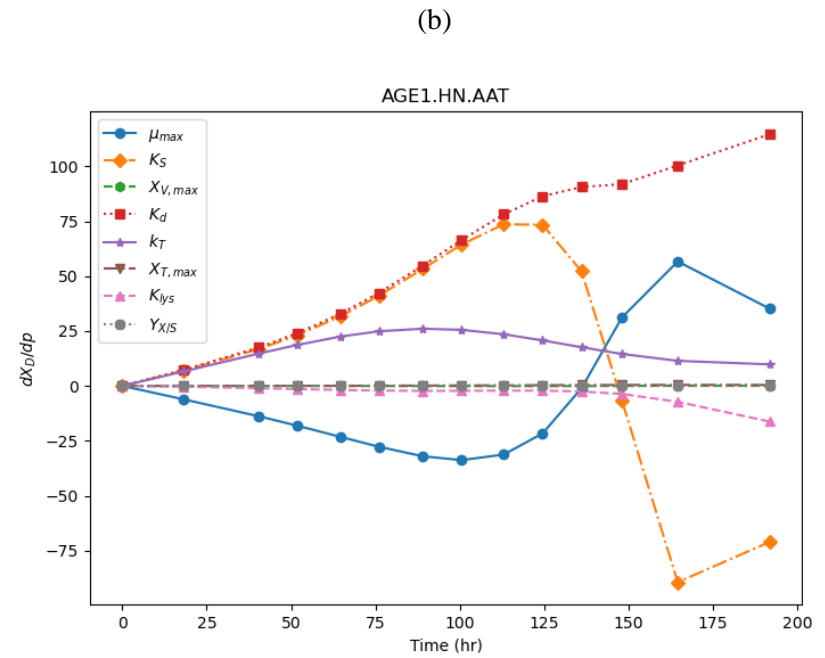 (b)
AGE1.HN.AAT
μmax
KS
XV,max
Kd
kT
XT,max
Klys
YX/S
dXD/dp
100
75
50
25
0
−25
−50
−75
0 25 50 75 100 125 150 175 200
Time (hr)